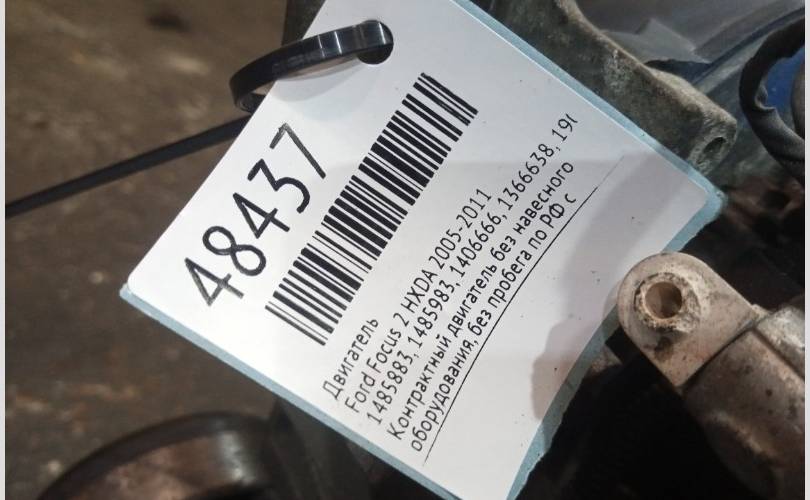 48437
Двигатель
Ford Focus 2 HXDA 2005-2011
1485883, 1485983, 1406666, 1366638, 19
Контрактный двигатель без навесного
оборудования, без пробега по РФ с